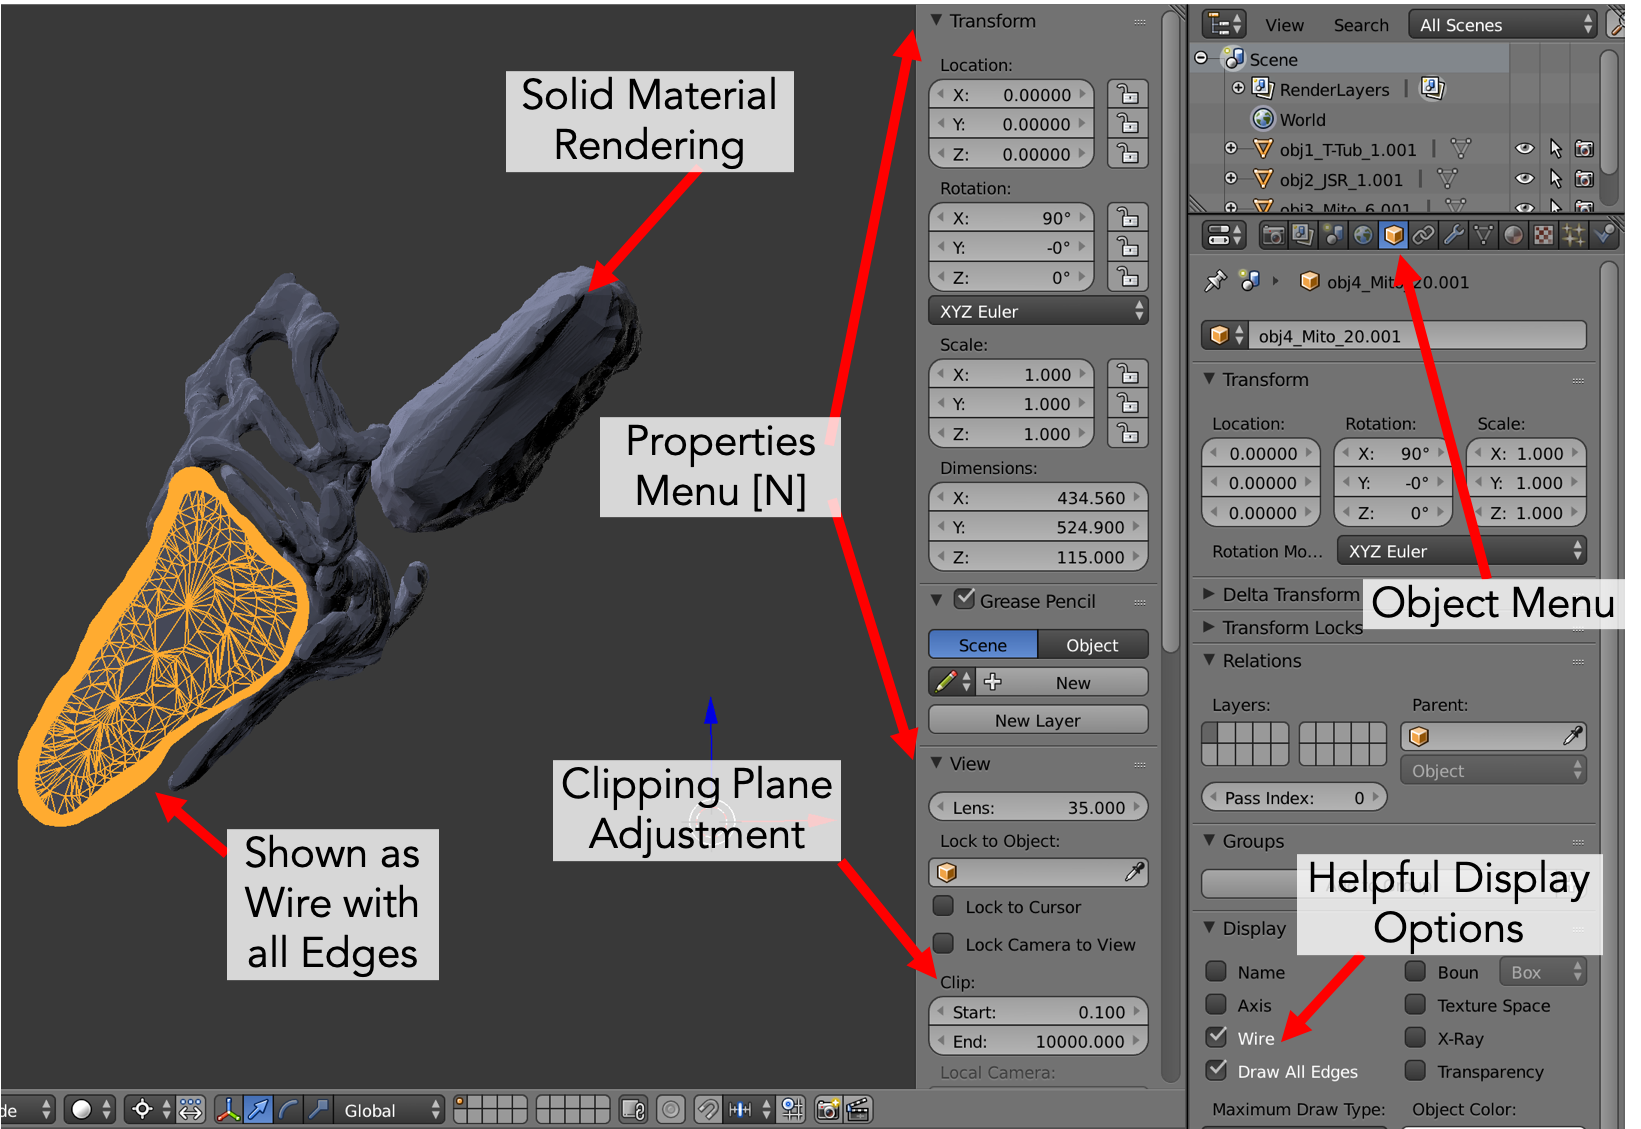 Solid Material
Rendering
Properties
Menu [N]
Clipping Plane
Adjustment
Shown as
Wire with
all Edges
de
Global
Transform
Location:
X: 0.00000
Y: 0.00000
Z: 0.00000
Rotation:
X: 90°
Y: -0°
Z: 0°
XYZ Euler
Scale:
X: 1.000
Y: 1.000
Z: 1.000
Dimensions:
X: 434.560
Y: 524.900
Z: 115.000
Grease Pencil
Scene Object
New
New Layer
View
Lens: 35.000
Lock to Object:
Lock to Cursor
Lock Camera to View
Clip:
Start: 0.100
End: 10000.000
Local Camera:
View Search All Scenes
Scene
RenderLayers
World
obj1_T-Tub_1.001
obj2_JSR_1.001
obj3_Mito_6.001
obj4_Mito_20.001
obj4_Mito_20.001
Transform
Location: Rotation: Scale:
0.00000 X: 90° X: 1.000
0.00000 Y: -0° Y: 1.000
0.00000 Z: 0° Z: 1.000
Rotation Mo... XYZ Euler
Delta Transform
Object Menu
Transform Locks
Relations
Layers: Parent:
Object
Pass Index: 0
Groups
Helpful Display
Options
Display
Name Boun Box
Axis Texture Space
Wire X-Ray
Draw All Edges Transparency
Maximum Draw Type: Object Color: